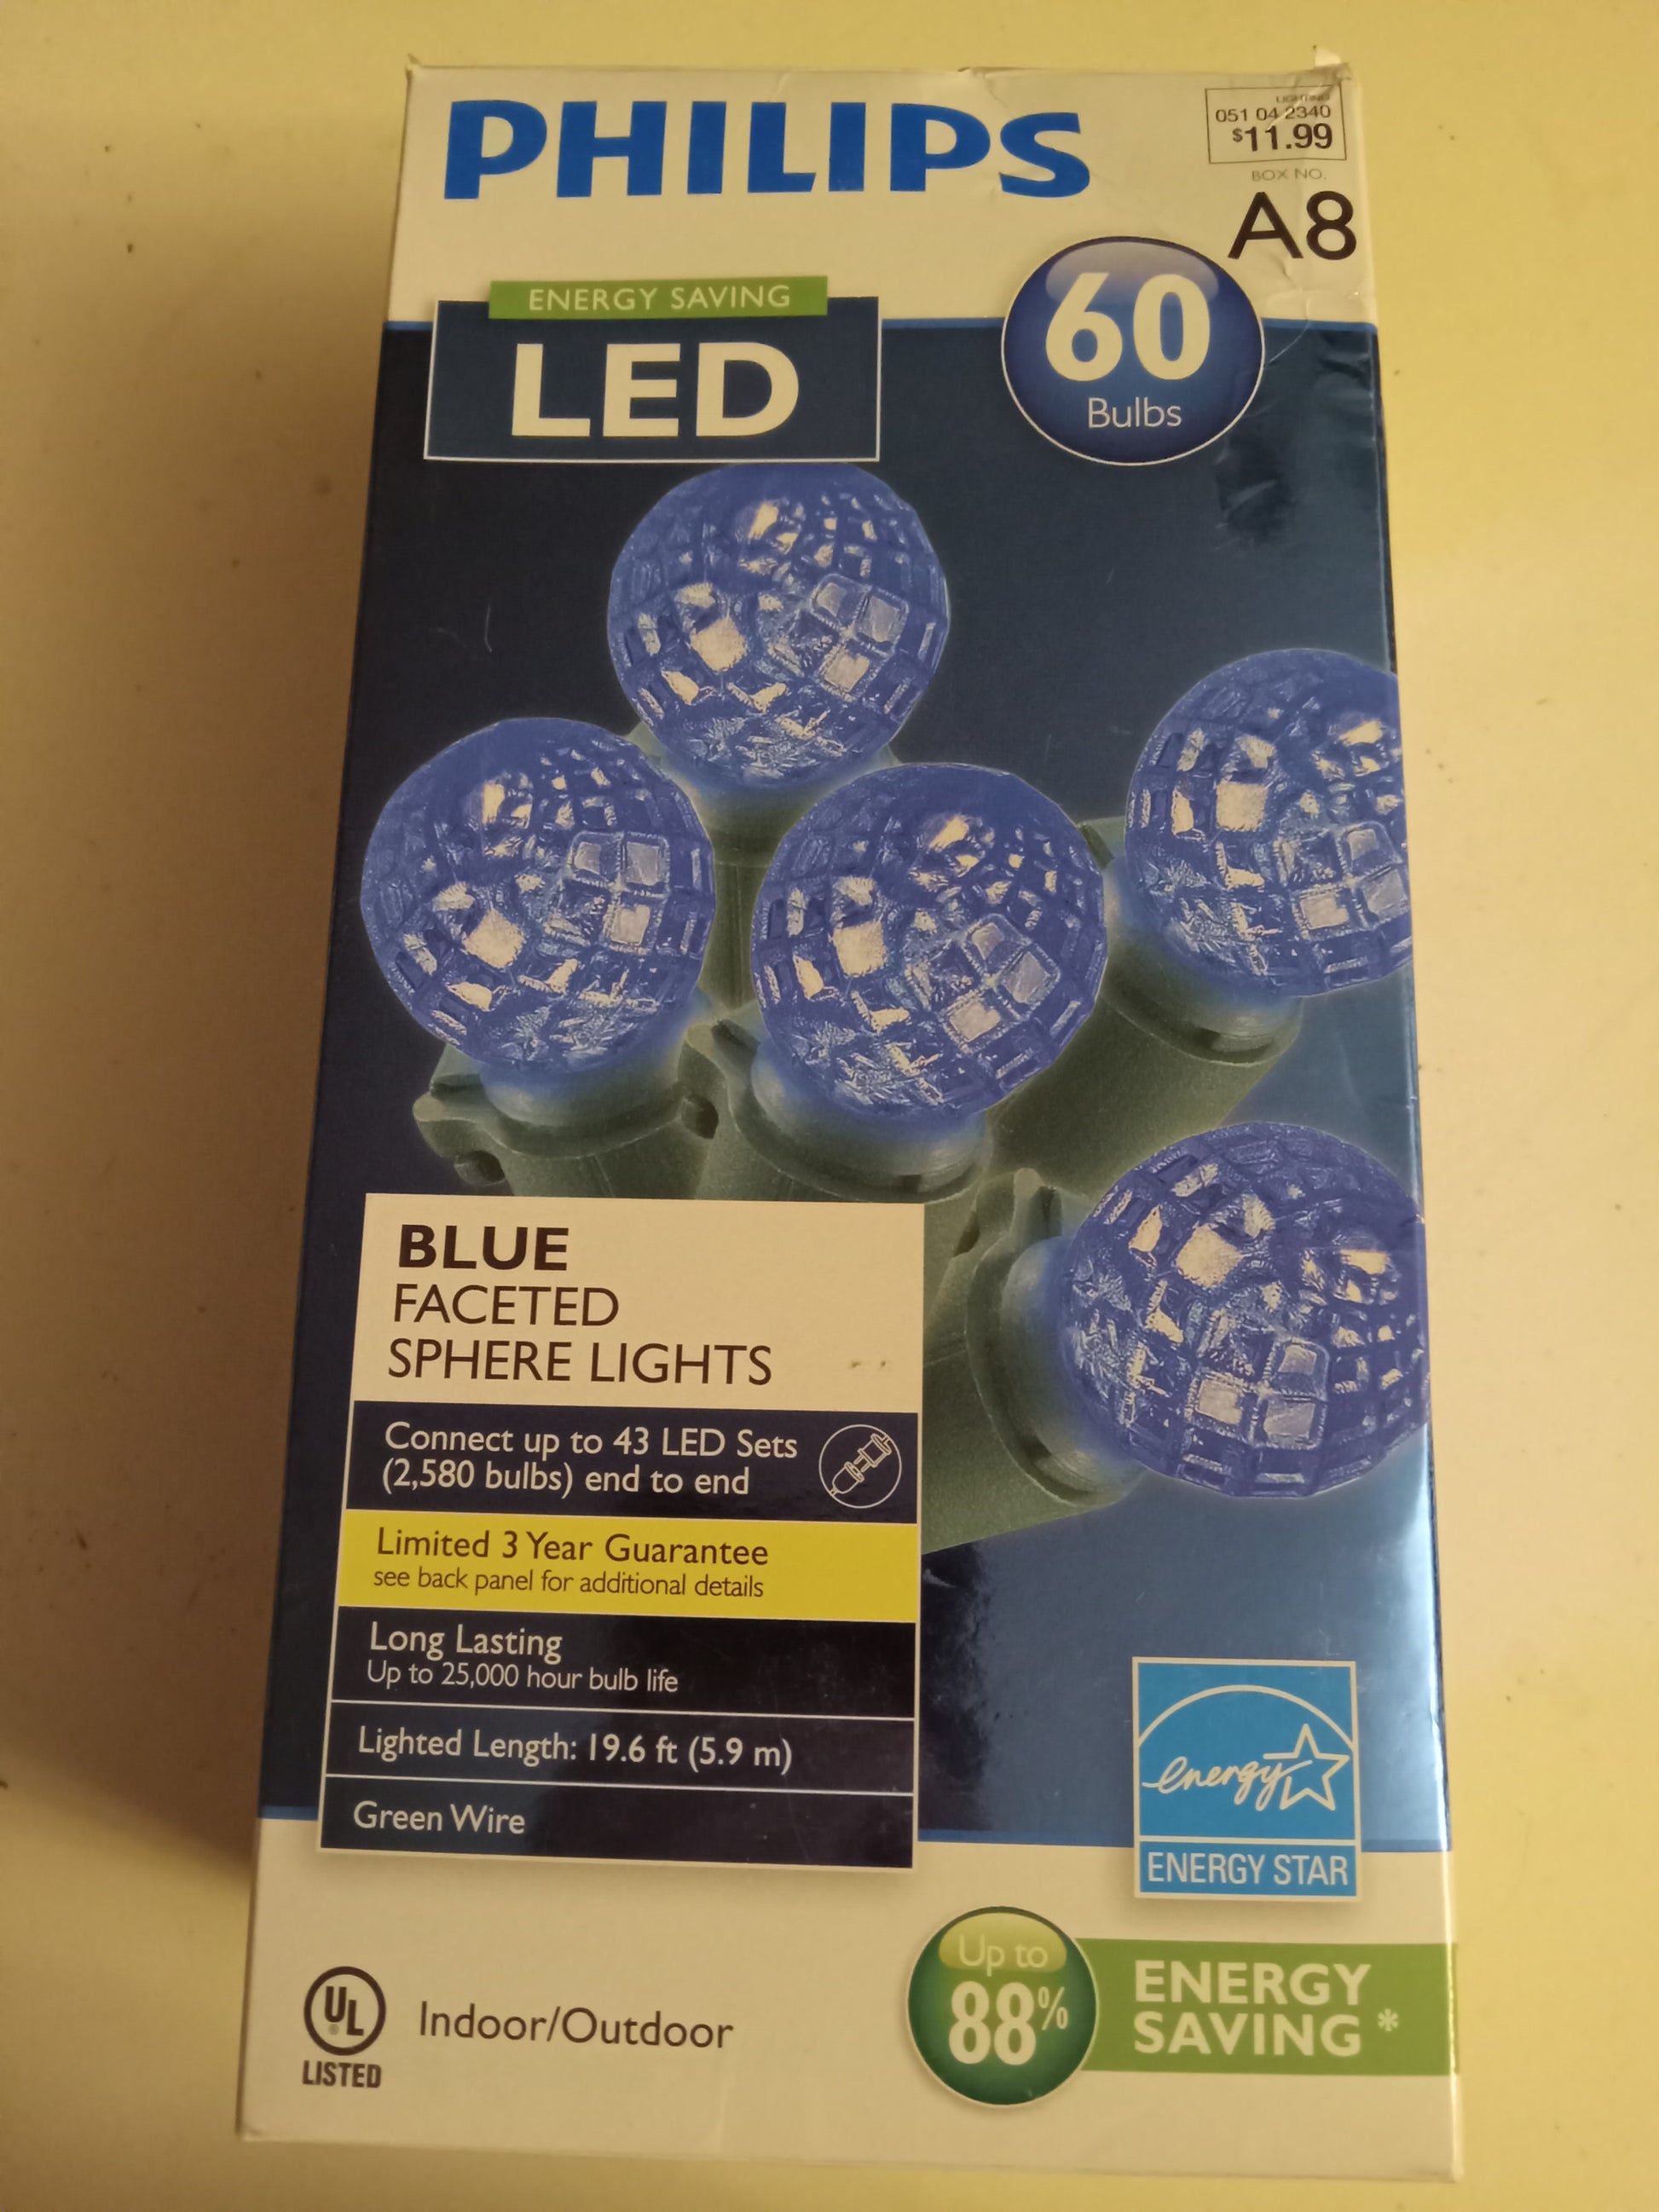 PHILIPS
LIGHTING
051 04 2340
$11.99
BOX NO.
A8
ENERGY SAVING
LED
60
Bulbs
BLUE
FACETED
SPHERE LIGHTS
Connect up to 43 LED Sets
(2,580 bulbs) end to end
Limited 3 Year Guarantee
see back panel for additional details
Long Lasting
Up to 25,000 hour bulb life
Lighted Length: 19.6 ft (5.9 m)
Green Wire
energy
ENERGY STAR
UL
®
LISTED
Indoor/Outdoor
Up to
88%
ENERGY
SAVING*